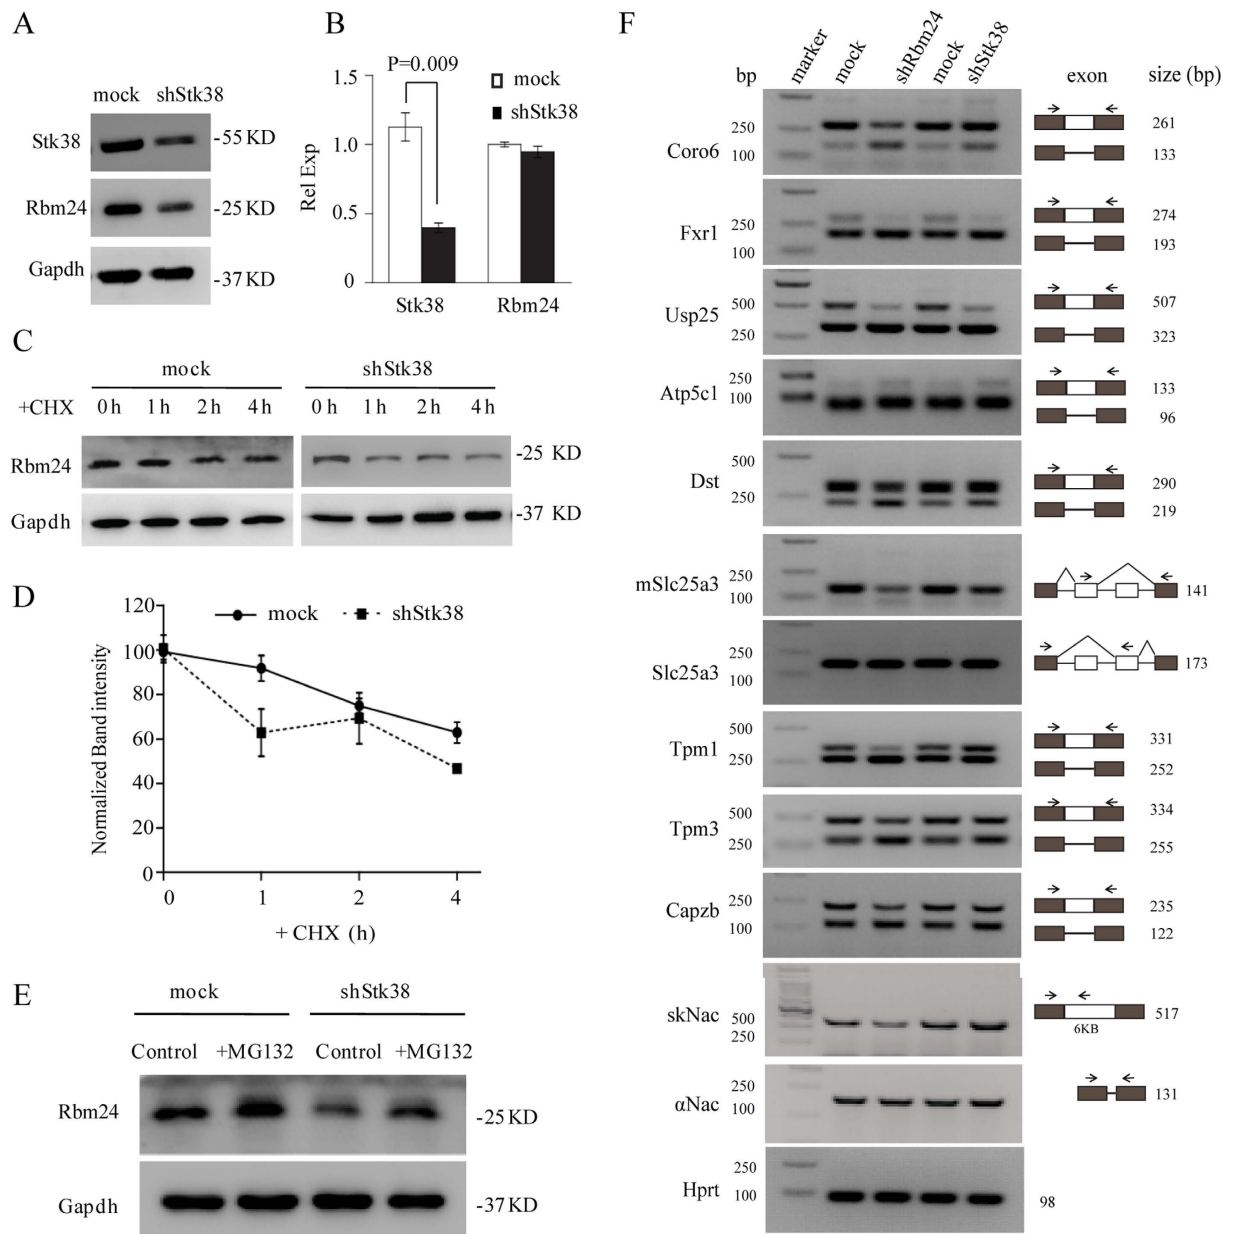 A
mock shStk38
Stk38 -55 KD
Rbm24 -25 KD
Gapdh -37 KD
B
P=0.009
mock
shStk38
Rel Exp
1.5
1.0
0.5
0
Stk38 Rbm24
C
mock shStk38
+CHX 0 h 1 h 2 h 4 h 0 h 1 h 2 h 4 h
Rbm24 -25 KD
Gapdh -37 KD
D
mock shStk38
Normalized Band intensity
120
100
80
60
40
20
0
0 1 2 4
+ CHX (h)
E
mock shStk38
Control +MG132 Control +MG132
Rbm24 -25 KD
Gapdh -37 KD
F
bp marker mock shRbm24 mock shStk38 exon size (bp)
Coro6 250 100 261 133
Fxr1 250 100 274 193
Usp25 500 250 507 323
Atp5c1 250 100 133 96
Dst 500 250 290 219
mSlc25a3 250 100 141
Slc25a3 250 100 173
Tpm1 500 250 331 252
Tpm3 500 250 334 255
Capzb 250 100 235 122
skNac 500 250 6KB 517
αNac 250 100 131
Hprt 250 100 98